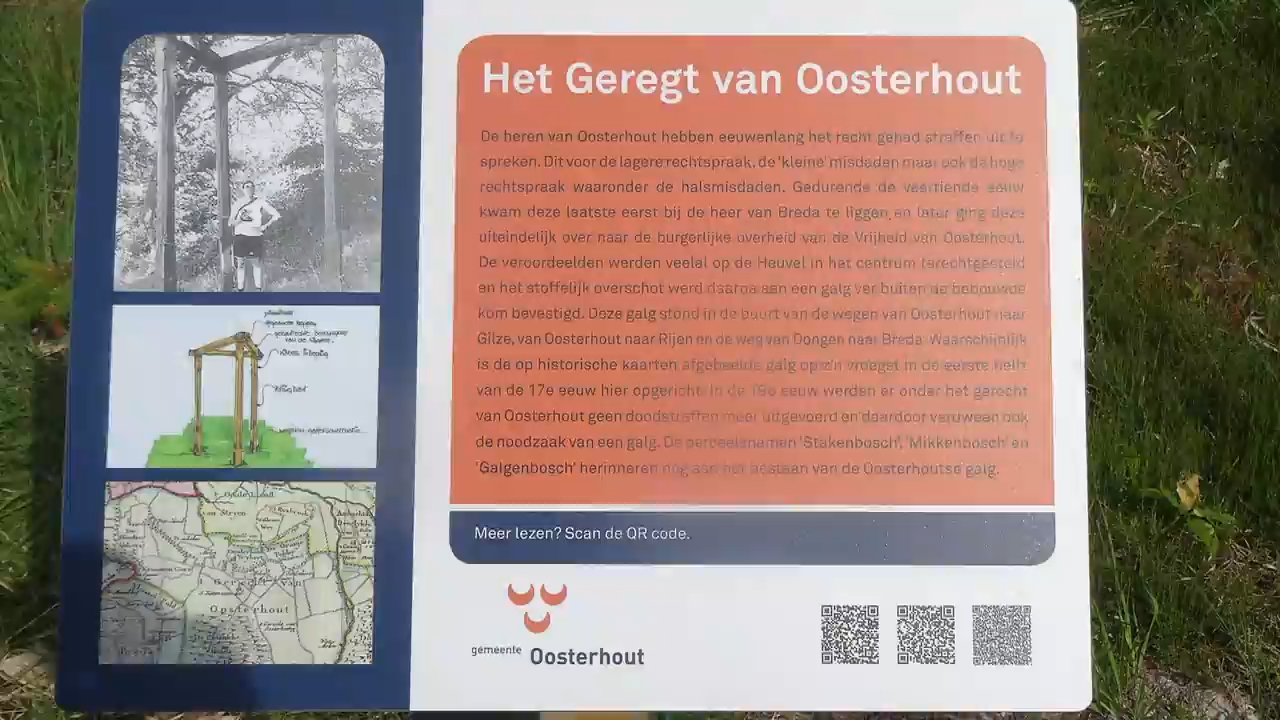 Het Geregt van Oosterhout
De heren van Oosterhout hebben eeuwenlang het recht gehad straffen uit te
spreken. Dit voor de lagere rechtspraak, de 'kleine' misdaden maar ook de hoge
rechtspraak waaronder de halsmisdaden. Gedurende de veertiende eeuw
kwam deze laatste eerst bij de heer van Breda te liggen en later ging deze
uiteindelijk over naar de burgerlijke overheid van de Vrijheid van Oosterhout.
De veroordeelden werden veelal op de Heuvel in het centrum terechtgesteld
en het stoffelijk overschot werd daarna aan een galg ver buiten de bebouwde
kom bevestigd. Deze galg stond in de buurt van de wegen van Oosterhout naar
Gilze, van Oosterhout naar Rijen en de weg van Dongen naar Breda. Waarschijnlijk
is de op historische kaarten afgebeelde galg op z'n vroegst in de eerste helft
van de 17e eeuw hier opgericht. In de 18e eeuw werden er onder het gerecht
van Oosterhout geen doodstraffen meer uitgevoerd en daardoor verdween ook
de noodzaak van een galg. De perceelsnamen 'Stakenbosch', 'Mikkenbosch' en
'Galgenbosch' herinneren nog aan het bestaan van de Oosterhoutse galg.
Meer lezen? Scan de QR code.
gemeente Oosterhout
van Streen
Gerecht van
Oosterhout
Breda